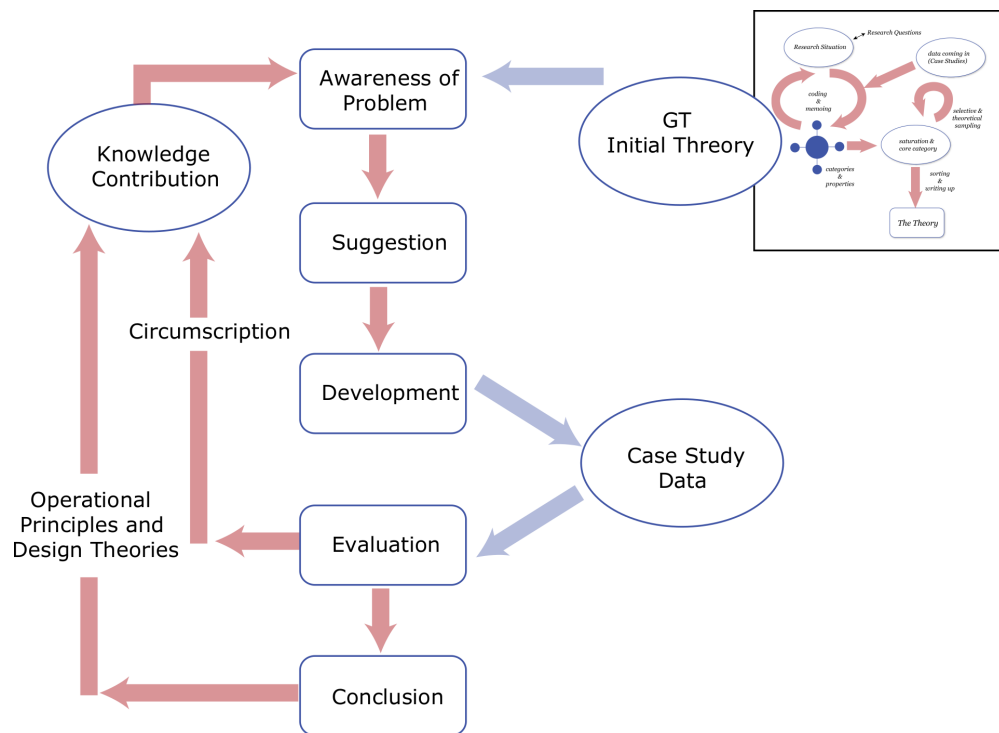 Awareness of
Problem
GT
Initial Threory
Research Situation
Research Questions
data coming in
(Case Studies)
coding
&
memoing
selective &
theoretical
sampling
saturation &
core category
categories
&
properties
sorting
&
writing up
The Theory
Knowledge
Contribution
Suggestion
Circumscription
Development
Case Study
Data
Operational
Principles and
Design Theories
Evaluation
Conclusion